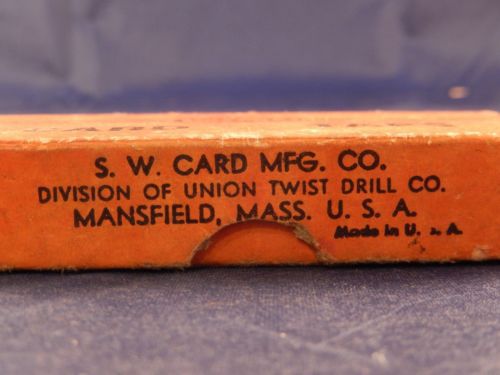 S. W. CARD MFG. CO.
DIVISION OF UNION TWIST DRILL CO.
MANSFIELD, MASS. U. S. A.
Made in U. S. A.